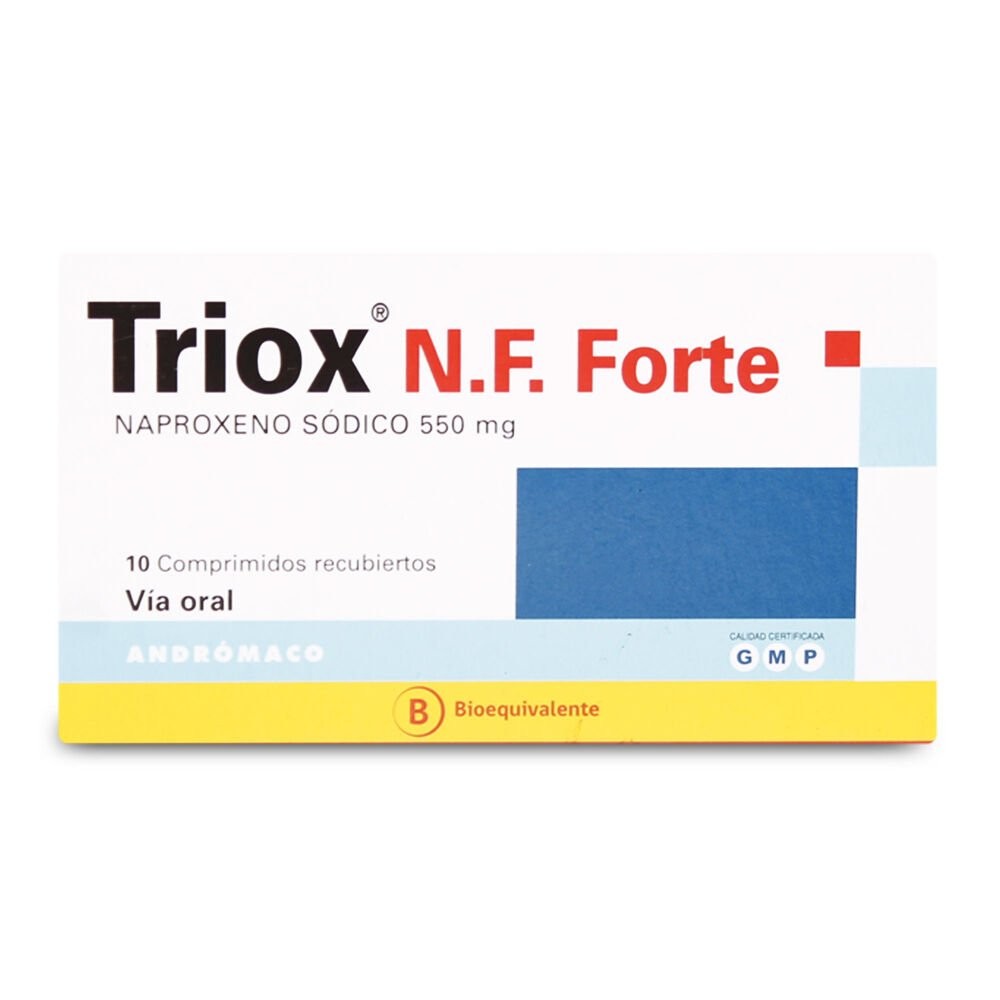 Triox® N.F. Forte
NAPROXENO SÓDICO 550 mg
10 Comprimidos recubiertos
Vía oral
ANDRÓMACO
CALIDAD CERTIFICADA
G M P
B Bioequivalente